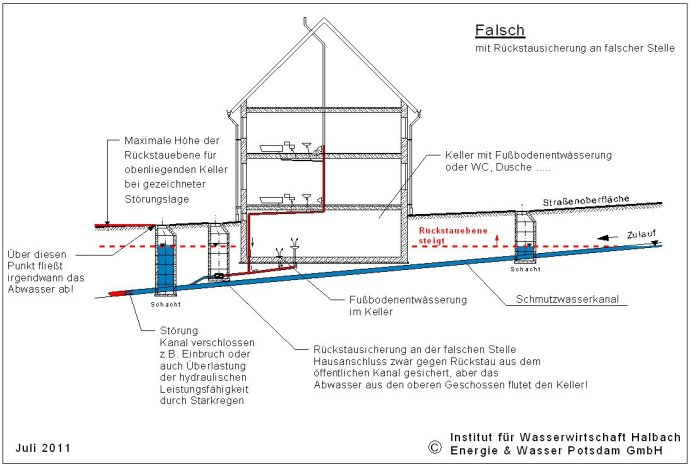 Falsch
mit Rückstausicherung an falscher Stelle
Maximale Höhe der
Rückstauebene für
obenliegenden Keller
bei gezeichneter
Störungslage
Keller mit Fußbodenentwässerung
oder WC, Dusche .....
Straßenoberfläche
Rückstauebene
steigt
Zulauf
Über diesen
Punkt fließt
irgendwann das
Abwasser ab!
Schacht
Schacht
Schacht
Fußbodenentwässerung
im Keller
Schmutzwasserkanal
Störung
Kanal verschlossen
z.B. Einbruch oder
auch Überlastung
der hydraulischen
Leistungsfähigkeit
durch Starkregen
Rückstausicherung an der falschen Stelle
Hausanschluss zwar gegen Rückstau aus dem
öffentlichen Kanal gesichert, aber das
Abwasser aus den oberen Geschossen flutet den Keller!
Juli 2011
© Institut für Wasserwirtschaft Halbach
Energie & Wasser Potsdam GmbH